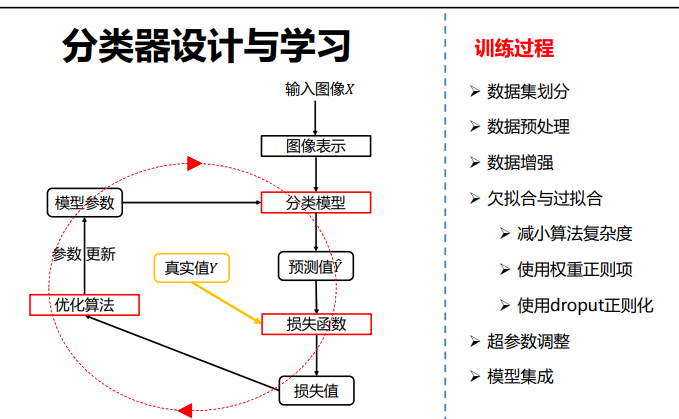 分类器设计与学习
输入图像X
图像表示
模型参数
分类模型
参数 更新
真实值Y
预测值Ŷ
优化算法
损失函数
损失值
训练过程
➢ 数据集划分
➢ 数据预处理
➢ 数据增强
➢ 欠拟合与过拟合
➢ 减小算法复杂度
➢ 使用权重正则项
➢ 使用droput正则化
➢ 超参数调整
➢ 模型集成